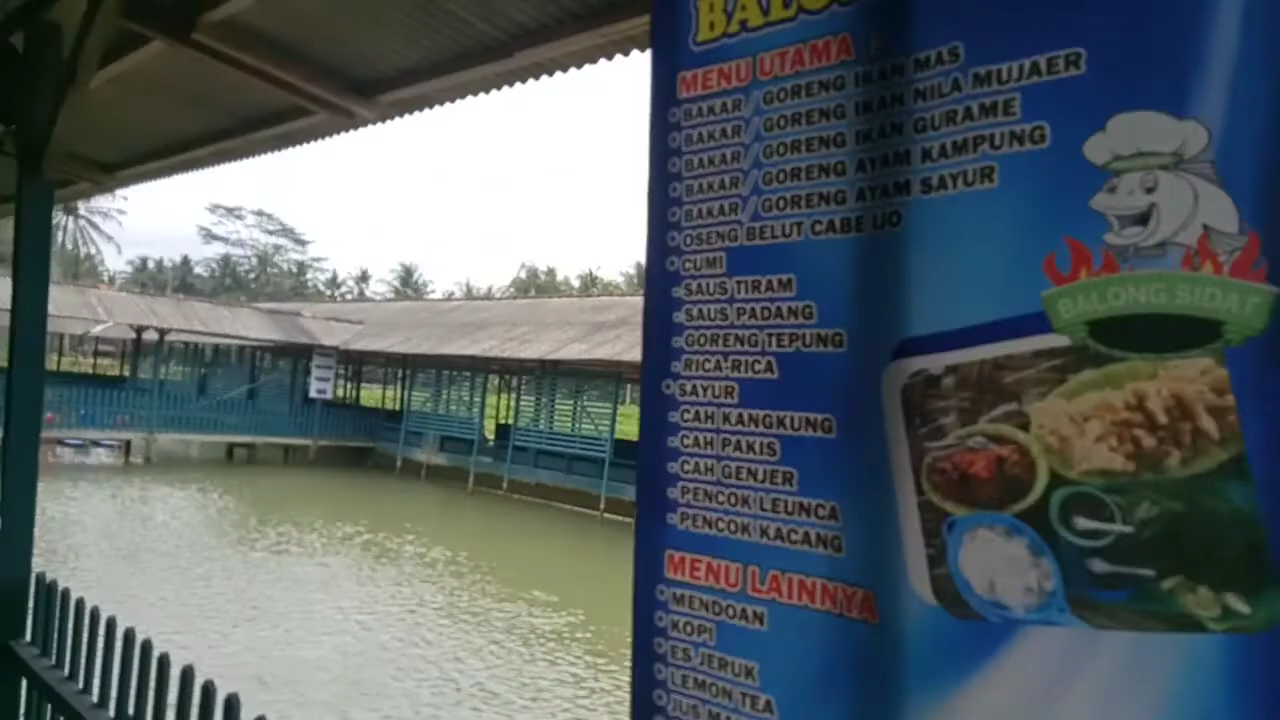 MENU UTAMA
BAKAR / GORENG IKAN MAS
BAKAR / GORENG IKAN NILA MUJAER
BAKAR / GORENG IKAN GURAME
BAKAR / GORENG AYAM KAMPUNG
BAKAR / GORENG AYAM SAYUR
OSENG BELUT CABE IJO
CUMI
-SAUS TIRAM
-SAUS PADANG
-GORENG TEPUNG
-RICA-RICA
SAYUR
-CAH KANGKUNG
-CAH PAKIS
-CAH GENJER
-PENCOK LEUNCA
-PENCOK KACANG
MENU LAINNYA
MENDOAN
KOPI
ES JERUK
LEMON TEA
JUS
BALONG SIDAT